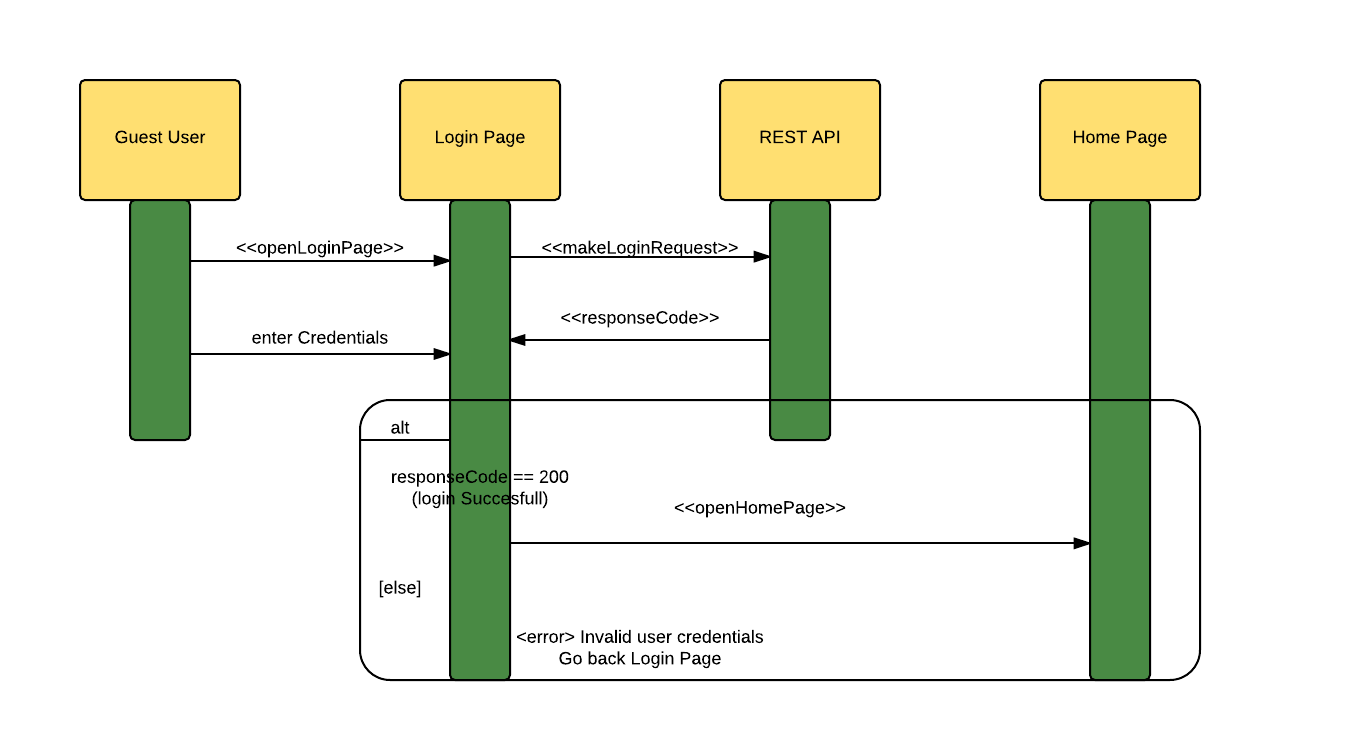 Guest User
Login Page
REST API
Home Page
<<openLoginPage>>
<<makeLoginRequest>>
<<responseCode>>
enter Credentials
alt
responseCode == 200
(login Succesfull)
<<openHomePage>>
[else]
<error> Invalid user credentials
Go back Login Page